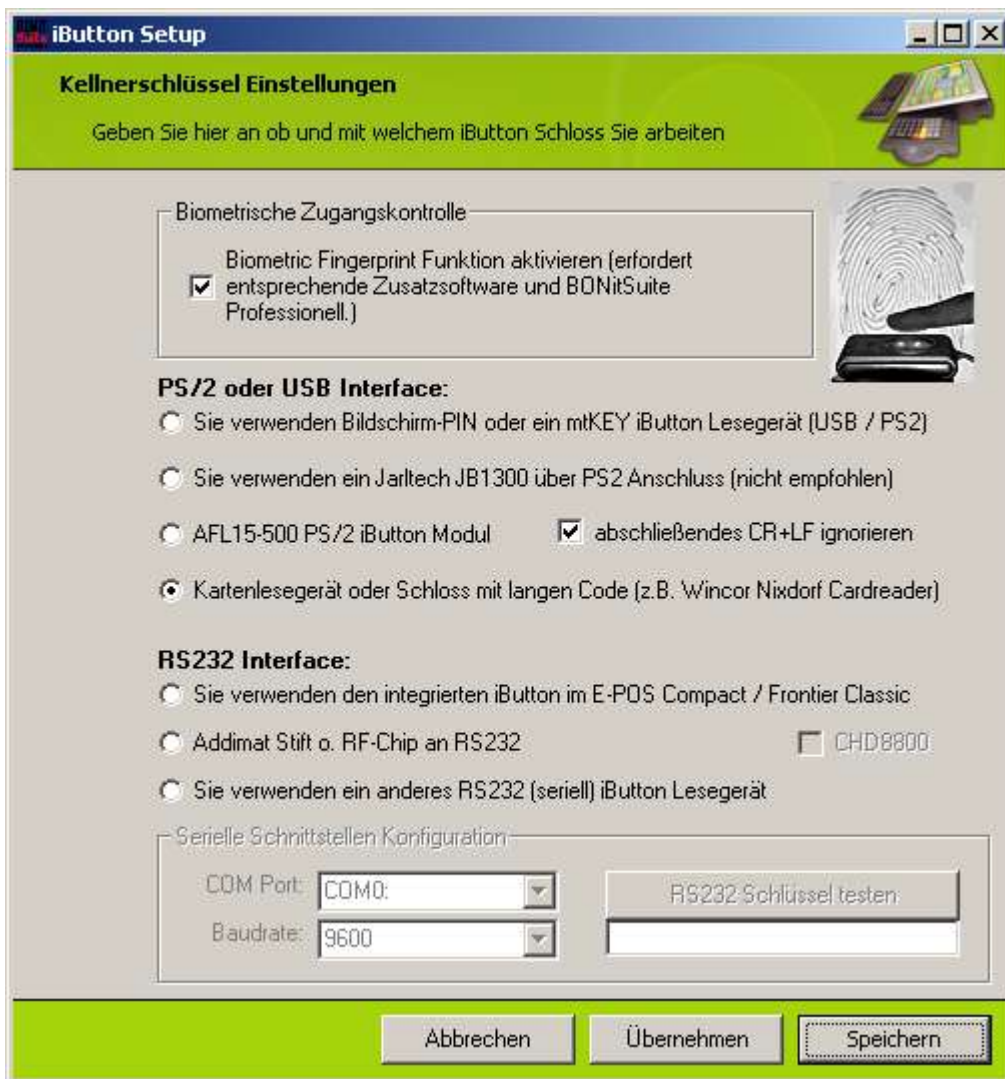 iButton Setup
Kellnerschlüssel Einstellungen
Geben Sie hier an ob und mit welchem iButton Schloss Sie arbeiten
Biometrische Zugangskontrolle
Biometric Fingerprint Funktion aktivieren (erfordert
entsprechende Zusatzsoftware und BONitSuite
Professionell.)
PS/2 oder USB Interface:
Sie verwenden Bildschirm-PIN oder ein mtKEY iButton Lesegerät (USB / PS2)
Sie verwenden ein Jarltech JB1300 über PS2 Anschluss (nicht empfohlen)
AFL15-500 PS/2 iButton Modul abschließendes CR+LF ignorieren
Kartenlesegerät oder Schloss mit langen Code (z.B. Wincor Nixdorf Cardreader)
RS232 Interface:
Sie verwenden den integrierten iButton im E-POS Compact / Frontier Classic
Addimat Stift o. RF-Chip an RS232 CHD8800
Sie verwenden ein anderes RS232 (seriell) iButton Lesegerät
Serielle Schnittstellen Konfiguration
COM Port: COM0: RS232 Schlüssel testen
Baudrate: 9600
Abbrechen Übernehmen Speichern